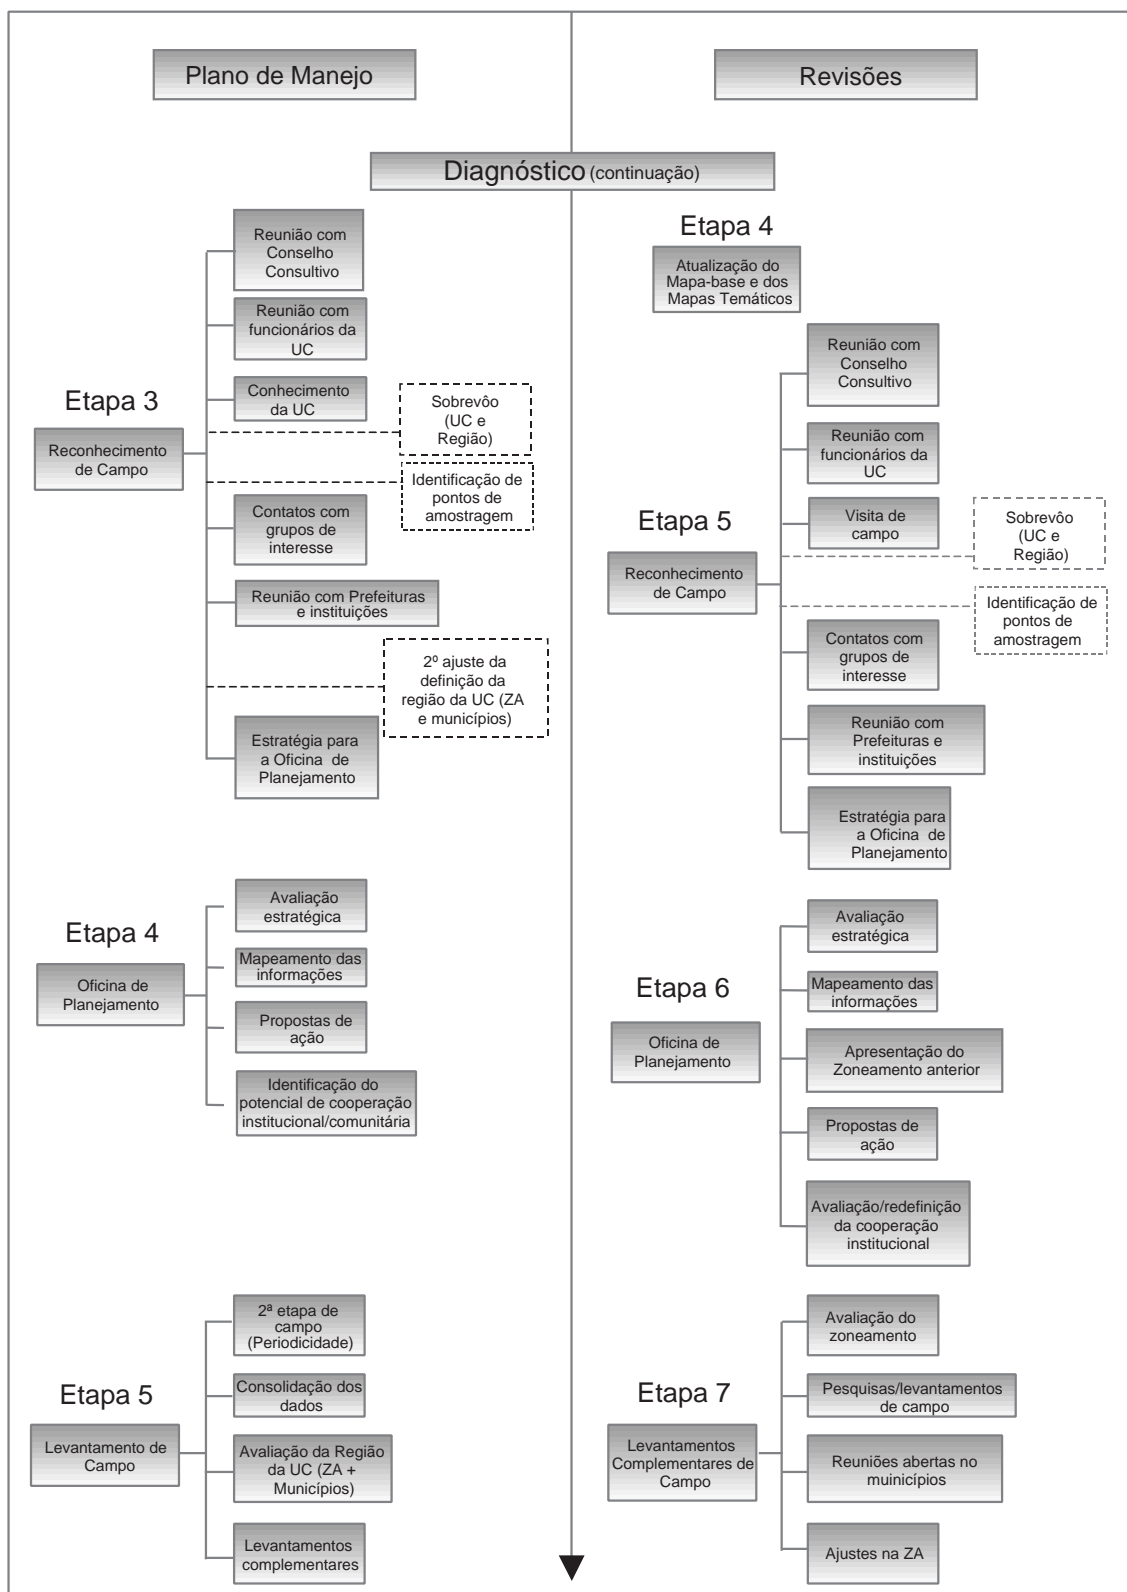 Plano de Manejo
Revisões
Diagnóstico (continuação)
Reunião com
Conselho
Consultivo
Reunião com
funcionários da
UC
Etapa 3
Conhecimento
da UC
Sobrevôo
(UC e
Região)
Reconhecimento
de Campo
Identificação de
pontos de
amostragem
Contatos com
grupos de
interesse
Reunião com Prefeituras
e instituições
2º ajuste da
definição da
região da UC (ZA
e municípios)
Estratégia para
a Oficina de
Planejamento
Etapa 4
Oficina de
Planejamento
Avaliação
estratégica
Mapeamento das
informações
Propostas de
ação
Identificação do
potencial de cooperação
institucional/comunitária
Etapa 5
Levantamento de
Campo
2ª etapa de
campo
(Periodicidade)
Consolidação dos
dados
Avaliação da Região
da UC (ZA +
Municípios)
Levantamentos
complementares
Etapa 4
Atualização do
Mapa-base e dos
Mapas Temáticos
Reunião com
Conselho
Consultivo
Reunião com
funcionários da
UC
Etapa 5
Visita de
campo
Sobrevôo
(UC e
Região)
Reconhecimento
de Campo
Identificação de
pontos de
amostragem
Contatos com
grupos de
interesse
Reunião com
Prefeituras e
instituições
Estratégia para
a Oficina de
Planejamento
Etapa 6
Oficina de
Planejamento
Avaliação
estratégica
Mapeamento das
informações
Apresentação do
Zoneamento anterior
Propostas de
ação
Avaliação/redefinição
da cooperação
institucional
Etapa 7
Levantamentos
Complementares de
Campo
Avaliação do
zoneamento
Pesquisas/levantamentos
de campo
Reuniões abertas no
muinicípios
Ajustes na ZA